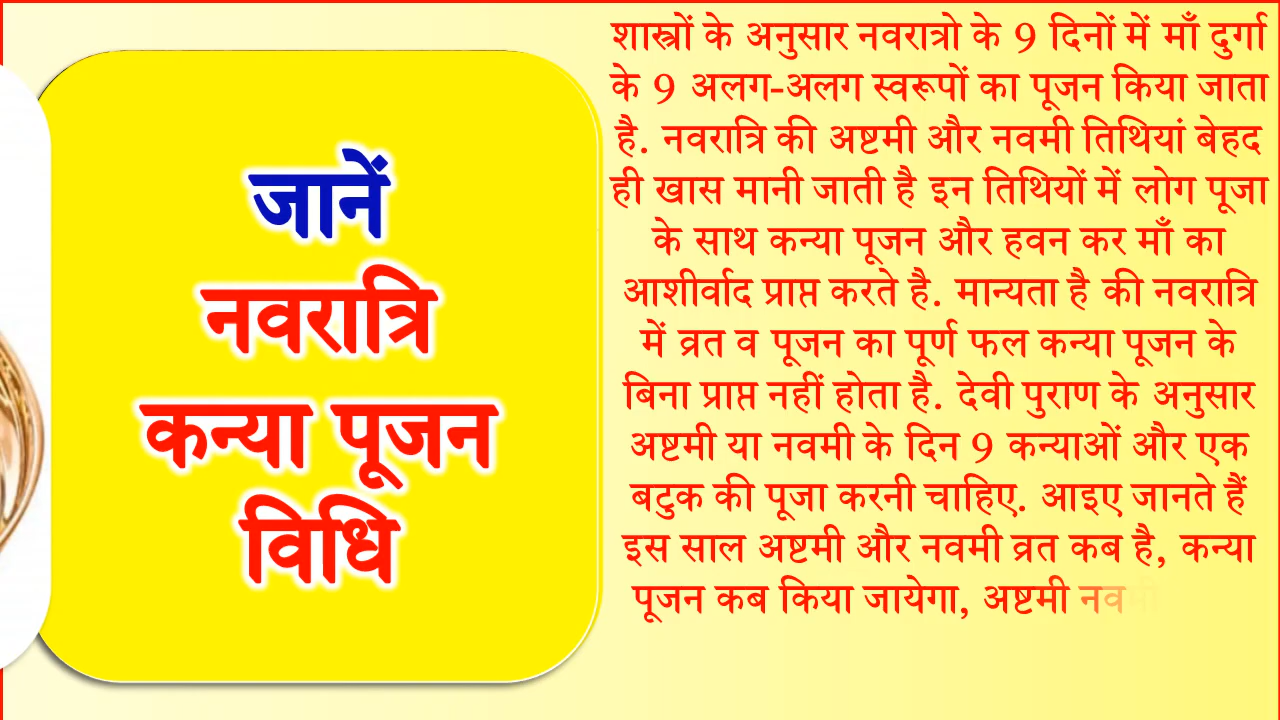 जानें
नवरात्रि
कन्या पूजन
विधि
शास्त्रों के अनुसार नवरात्रो के 9 दिनों में माँ दुर्गा
के 9 अलग-अलग स्वरूपों का पूजन किया जाता
है. नवरात्रि की अष्टमी और नवमी तिथियां बेहद
ही खास मानी जाती है इन तिथियों में लोग पूजा
के साथ कन्या पूजन और हवन कर माँ का
आशीर्वाद प्राप्त करते है. मान्यता है की नवरात्रि
में व्रत व पूजन का पूर्ण फल कन्या पूजन के
बिना प्राप्त नहीं होता है. देवी पुराण के अनुसार
अष्टमी या नवमी के दिन 9 कन्याओं और एक
बटुक की पूजा करनी चाहिए. आइए जानते हैं
इस साल अष्टमी और नवमी व्रत कब है, कन्या
पूजन कब किया जायेगा, अष्टमी नवमी